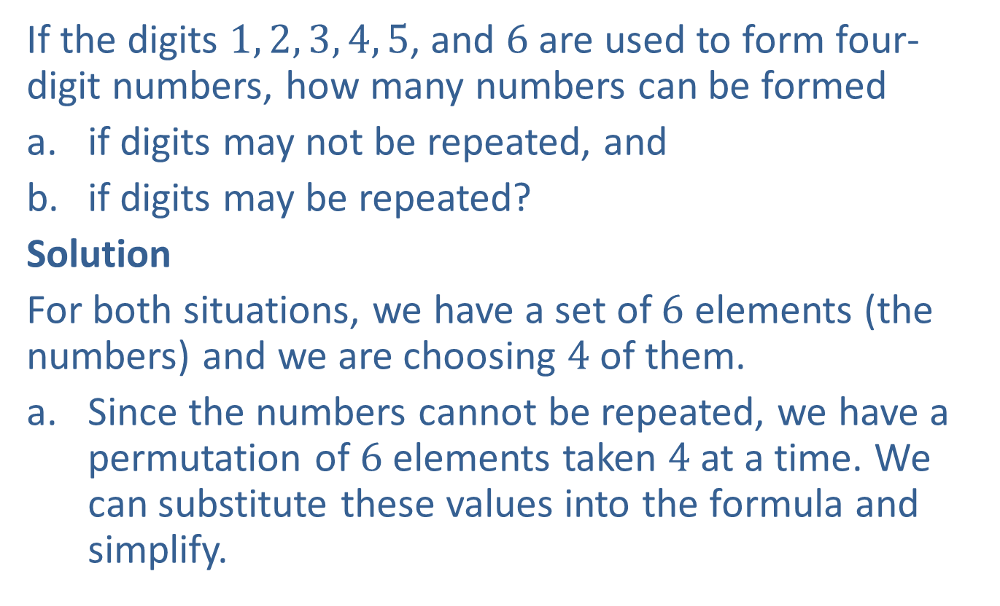 If the digits 1, 2, 3, 4, 5, and 6 are used to form four-
digit numbers, how many numbers can be formed
a. if digits may not be repeated, and
b. if digits may be repeated?
Solution
For both situations, we have a set of 6 elements (the
numbers) and we are choosing 4 of them.
a. Since the numbers cannot be repeated, we have a
permutation of 6 elements taken 4 at a time. We
can substitute these values into the formula and
simplify.